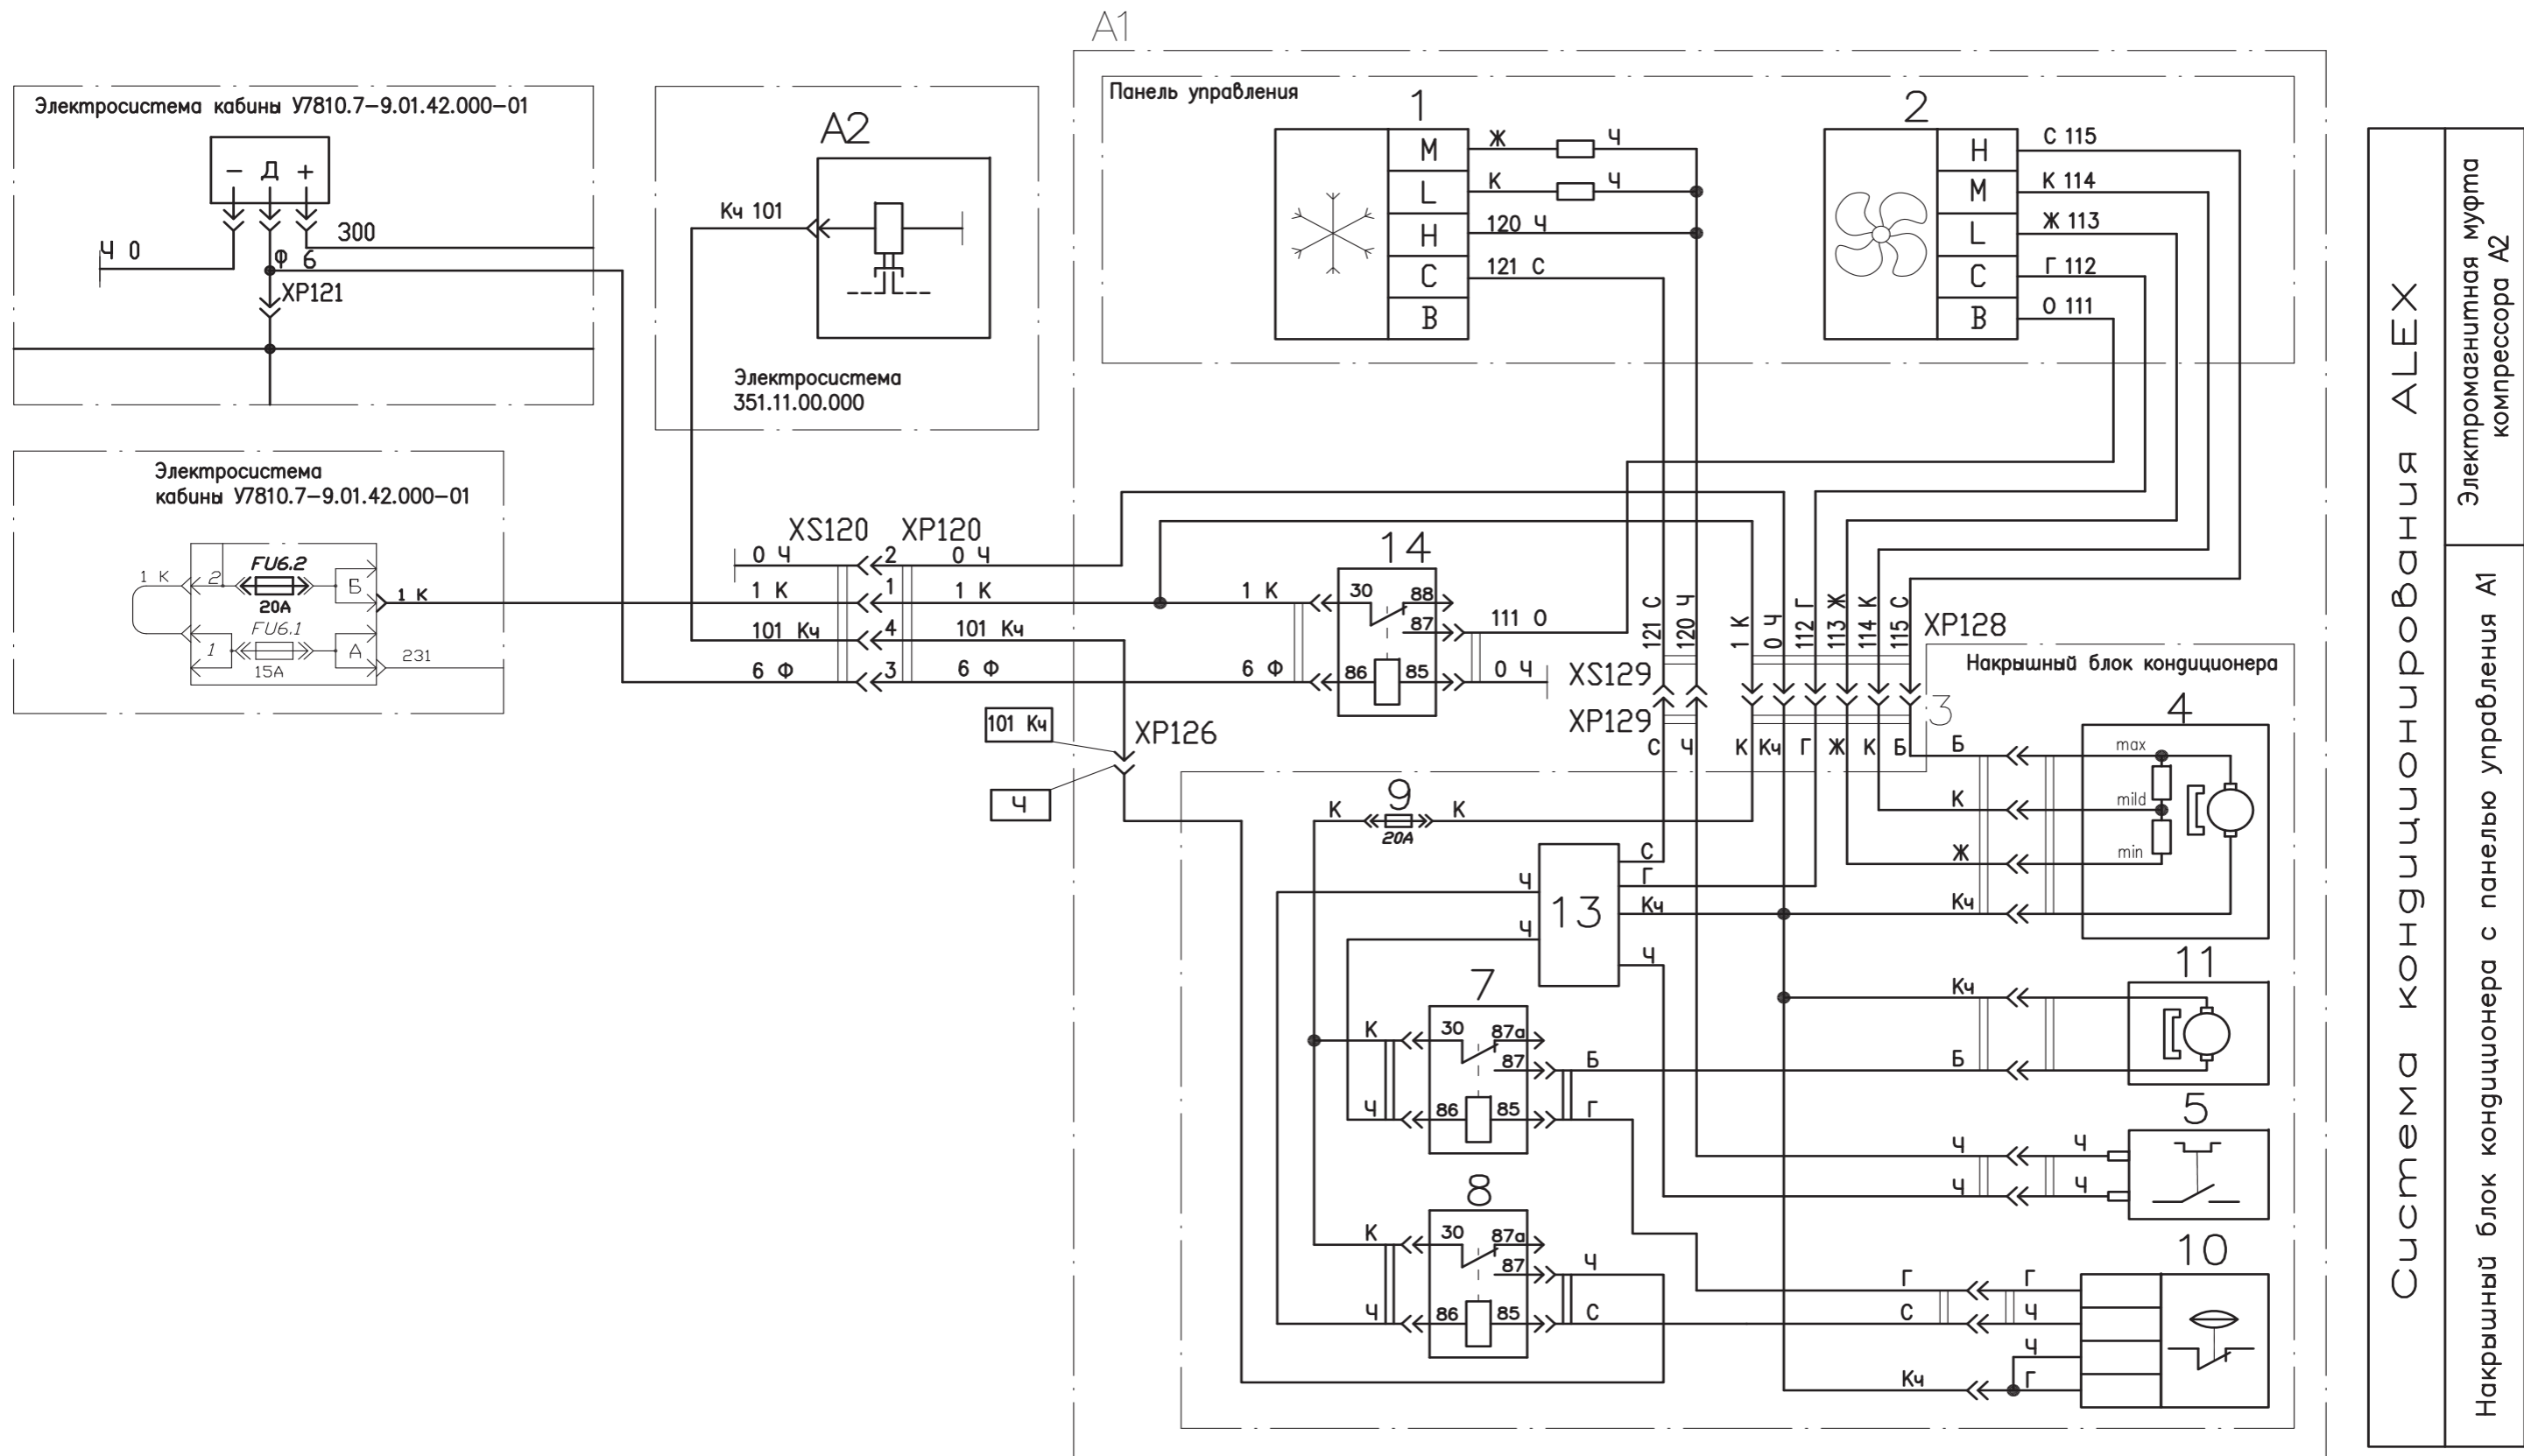 A1
Электросистема кабины У7810.7-9.01.42.000-01
- Д +
Ч 0
300
Ф 6
XP121
A2
Кч 101
Электросистема
351.11.00.000
Панель управления
1
M
L
H
C
B
Ж
Ч
К
Ч
120 Ч
121 С
2
H
M
L
C
B
С 115
К 114
Ж 113
Г 112
О 111
Электросистема
кабины У7810.7-9.01.42.000-01
1 К
2
FU6.2
20А
Б
1 К
FU6.1
1
15А
А
231
XS120
XP120
0 Ч
2
0 Ч
1 К
1
1 К
1 К
101 Кч
4
101 Кч
6 Ф
3
6 Ф
6 Ф
14
30
88
87
86
85
111 О
0 Ч
121 С
120 Ч
1 К
0 Ч
112 Г
113 Ж
114 К
115 С
XP128
XS129
XP129
С
Ч
К
Кч
Г
Ж
К
Б
3
101 Кч
XP126
Ч
Накрышный блок кондиционера
4
Б
max
К
mild
Ж
min
Кч
К
9
К
20А
13
Ч
Ч
С
Г
Кч
Ч
11
Кч
Б
7
К
30
87а
87
Б
Ч
86
85
Г
5
Ч
Ч
Ч
Ч
8
К
30
87а
87
Ч
Ч
86
85
С
10
Г
Г
С
Ч
Ч
Кч
Г
Система кондиционирования ALEX
Электромагнитная муфта
компрессора А2
Накрышный блок кондиционера с панелью управления А1